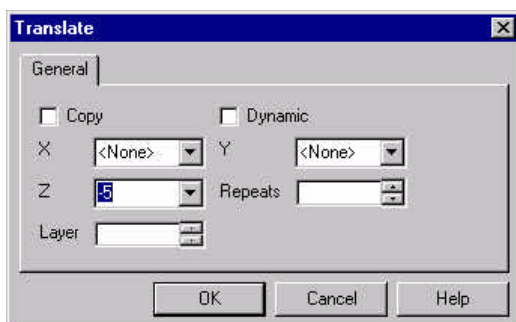 Translate
General
Copy Dynamic
X <None> Y <None>
Z -5 Repeats
Layer
OK Cancel Help